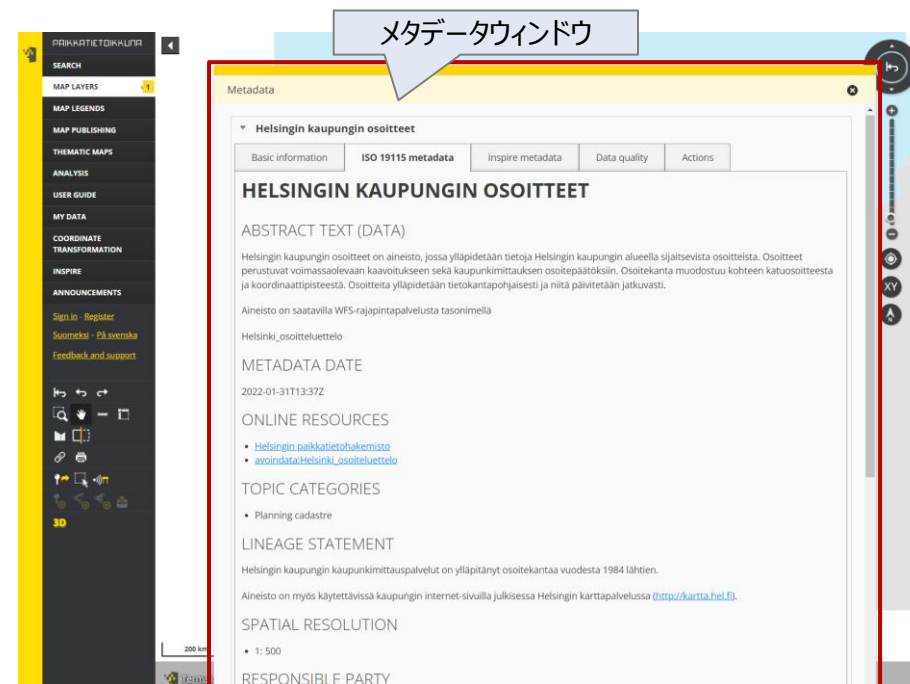 メタデータウィンドウ
PAIKKATIETOIKKUNA
SEARCH
MAP LAYERS 1
MAP LEGENDS
MAP PUBLISHING
THEMATIC MAPS
ANALYSIS
USER GUIDE
MY DATA
COORDINATE
TRANSFORMATION
INSPIRE
ANNOUNCEMENTS
Sign in - Register
Suomeksi - På svenska
Feedback and support
3D
Metadata
Helsingin kaupungin osoitteet
Basic information ISO 19115 metadata Inspire metadata Data quality Actions
HELSINGIN KAUPUNGIN OSOITTEET
ABSTRACT TEXT (DATA)
Helsingin kaupungin osoitteet on aineisto, jossa ylläpidetään tietoja Helsingin kaupungin alueella sijaitsevista osoitteista. Osoitteet
perustuvat voimassaolevaan kaavoitukseen sekä kaupunkimittauksen osoitepäätöksiin. Osoitekanta muodostuu kohteen katuosoitteesta
ja koordinaattipisteestä. Osoitteita ylläpidetään tietokantapohjaisesti ja niitä päivitetään jatkuvasti.
Aineisto on saatavilla WFS-rajapintapalvelusta tasonimellä
Helsinki_osoiteluettelo
METADATA DATE
2022-01-31T13:37Z
ONLINE RESOURCES
Helsingin paikkatietohakemisto
avoindata:Helsinki_osoiteluettelo
TOPIC CATEGORIES
Planning cadastre
LINEAGE STATEMENT
Helsingin kaupungin kaupunkimittauspalvelut on ylläpitänyt osoitekantaa vuodesta 1984 lähtien.
Aineisto on myös käytettävissä kaupungin internet-sivuilla julkisessa Helsingin karttapalvelussa (http://kartta.hel.fi).
SPATIAL RESOLUTION
1: 500
RESPONSIBLE PARTY
XY
200 km